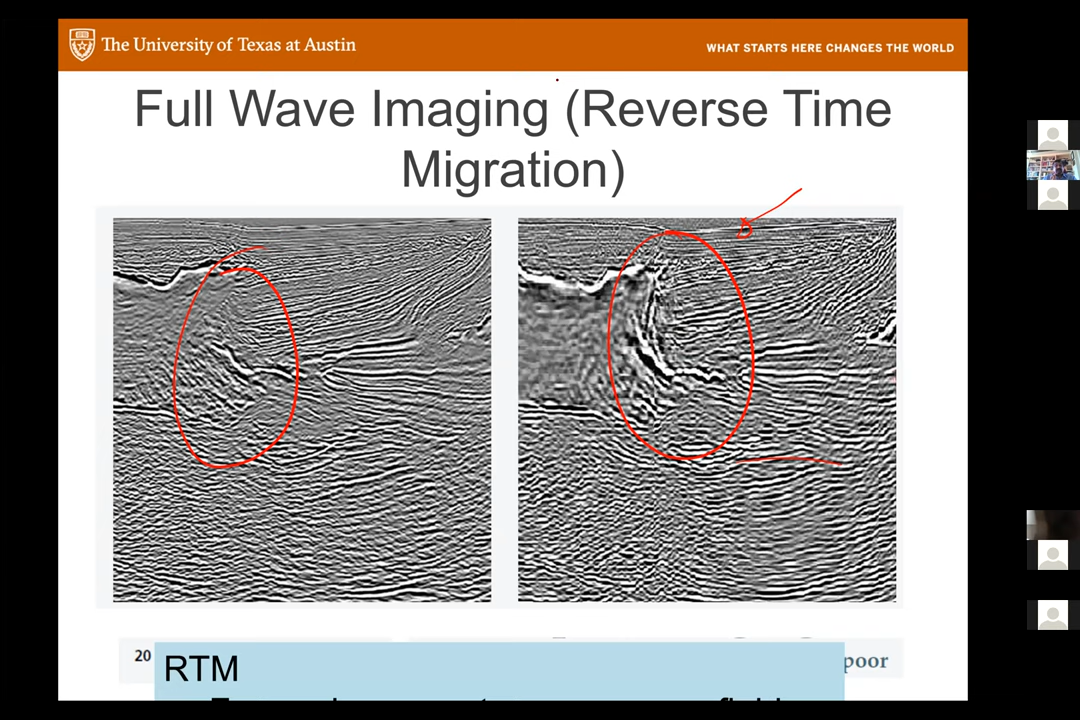 The University of Texas at Austin
WHAT STARTS HERE CHANGES THE WORLD
Full Wave Imaging (Reverse Time
Migration)
20
poor
RTM